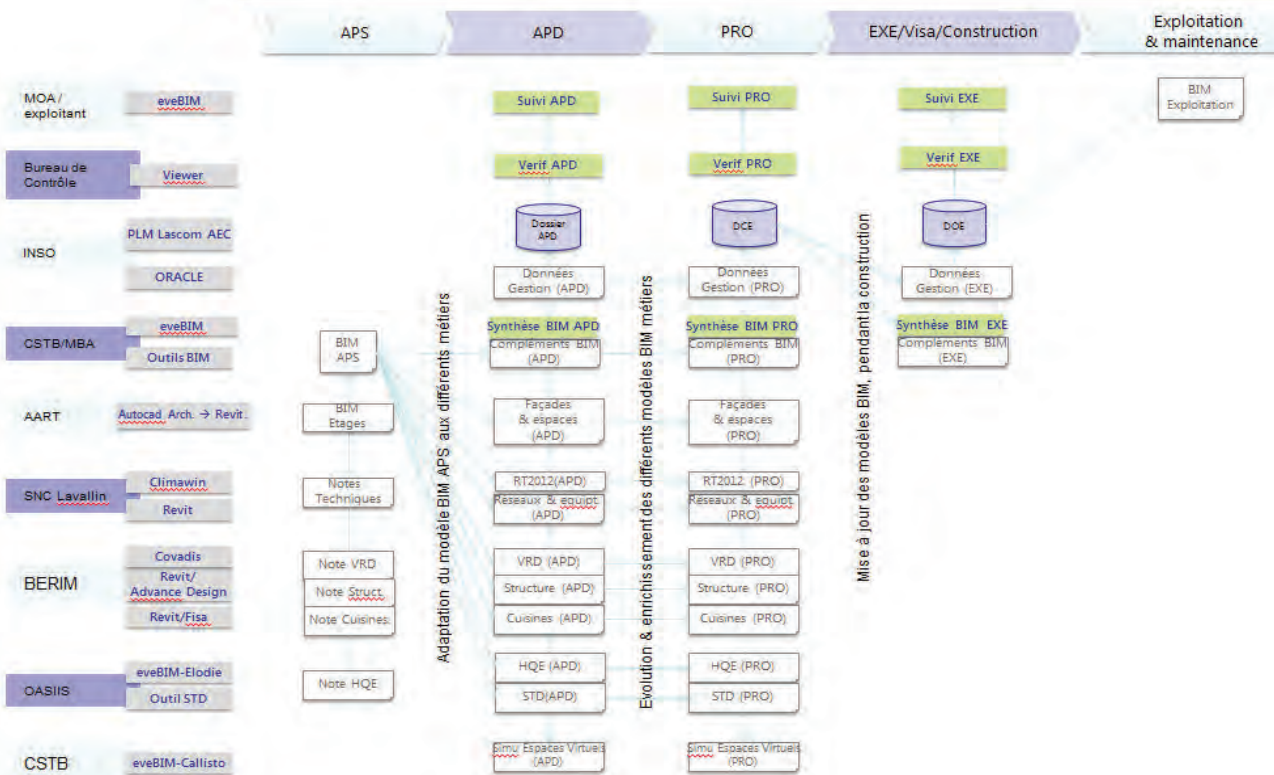 APS
APD
PRO
EXE/Visa/Construction
Exploitation
& maintenance
MOA /
exploitant
eveBIM
Suivi APD
Suivi PRO
Suivi EXE
BIM
Exploitation
Bureau de
Contrôle
Viewer
Verif APD
Verif PRO
Verif EXE
INSO
PLM Lascom AEC
Dossier
APD
DCE
DOE
ORACLE
Données
Gestion (APD)
Données
Gestion (PRO)
Données
Gestion (EXE)
CSTB/MBA
eveBIM
Outils BIM
BIM
APS
Synthèse BIM APD
Compléments BIM
(APD)
Synthèse BIM PRO
Compléments BIM
(PRO)
Synthèse BIM EXE
Compléments BIM
(EXE)
AART
Autocad Arch. → Revit.
BIM
Etages
Façades
& espaces
(APD)
Façades
& espaces
(PRO)
SNC Lavallin
Climawin
Revit
Notes
Techniques
RT2012(APD)
Réseaux & equipt.
(APD)
RT2012 (PRO)
Réseaux & equipt.
(PRO)
BERIM
Covadis
Revit/
Advance Design
Revit/Fisa
Note VRD
Note Struct.
Note Cuisines.
VRD (APD)
Structure (APD)
Cuisines (APD)
VRD (PRO)
Structure (PRO)
Cuisines (PRO)
OASIIS
eveBIM-Elodie
Outil STD
Note HQE
HQE (APD)
STD(APD)
HQE (PRO)
STD (PRO)
CSTB
eveBIM-Callisto
Simu Espaces Virtuels
(APD)
Simu Espaces Virtuels
(PRO)
Adaptation du modèle BIM APS aux différents métiers
Evolution & enrichissement des différents modèles BIM métiers
Mise à jour des modèles BIM, pendant la construction